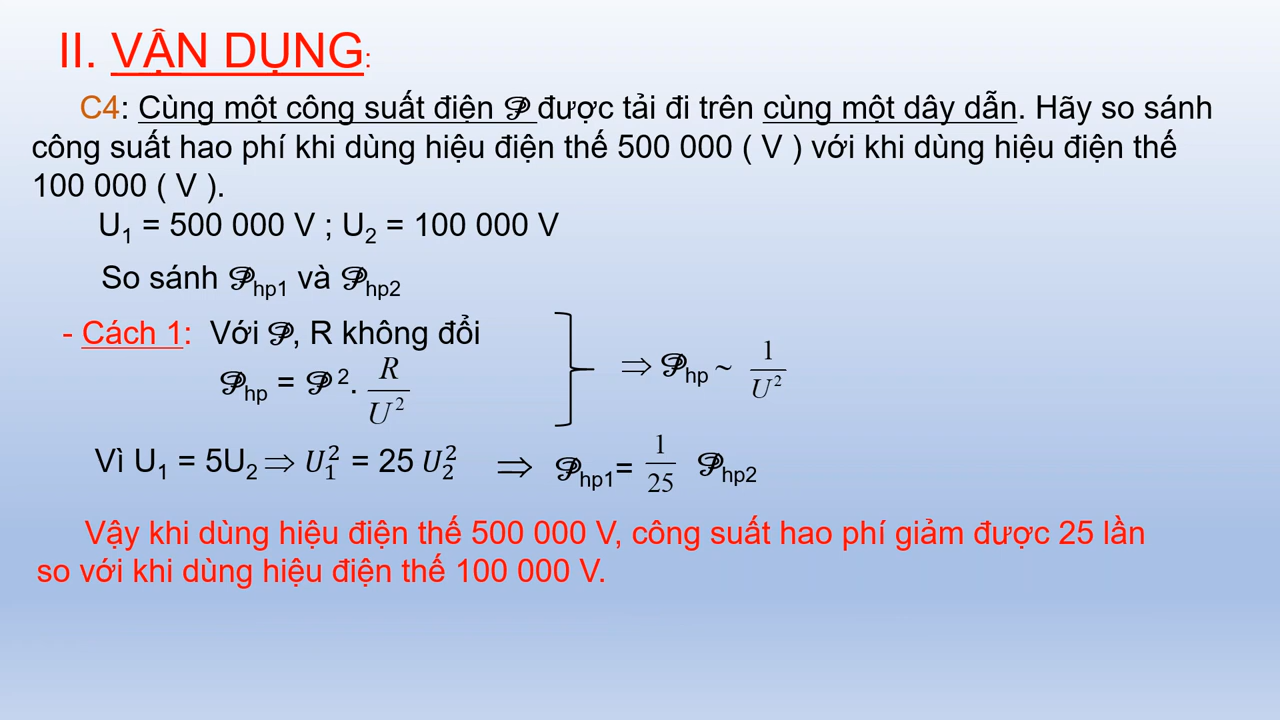 II. VẬN DỤNG:
C4: Cùng một công suất điện 𝒫 được tải đi trên cùng một dây dẫn. Hãy so sánh
công suất hao phí khi dùng hiệu điện thế 500 000 ( V ) với khi dùng hiệu điện thế
100 000 ( V ).
U₁ = 500 000 V ; U₂ = 100 000 V
So sánh 𝒫hp1 và 𝒫hp2
- Cách 1: Với 𝒫, R không đổi
𝒫hp = 𝒫 ². R/U² ⇒ 𝒫hp ~ 1/U²
Vì U₁ = 5U₂ ⇒ U₁² = 25 U₂² ⇒ 𝒫hp1 = 1/25 𝒫hp2
Vậy khi dùng hiệu điện thế 500 000 V, công suất hao phí giảm được 25 lần
so với khi dùng hiệu điện thế 100 000 V.